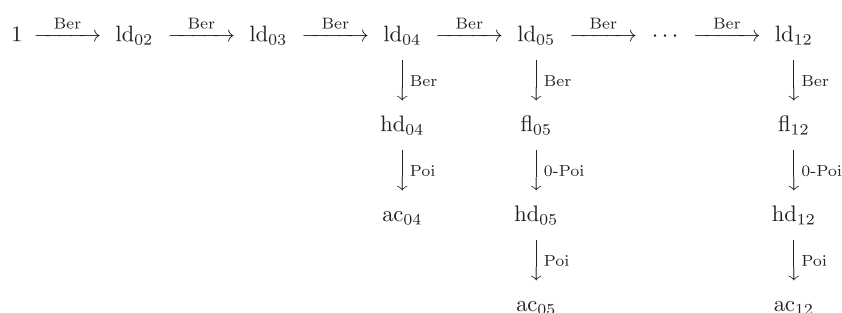 Ber Ber Ber Ber Ber Ber
1 ld02 ld03 ld04 ld05 ··· ld12
Ber Ber Ber
hd04 fl05 fl12
Poi 0-Poi 0-Poi
ac04 hd05 hd12
Poi Poi
ac05 ac12